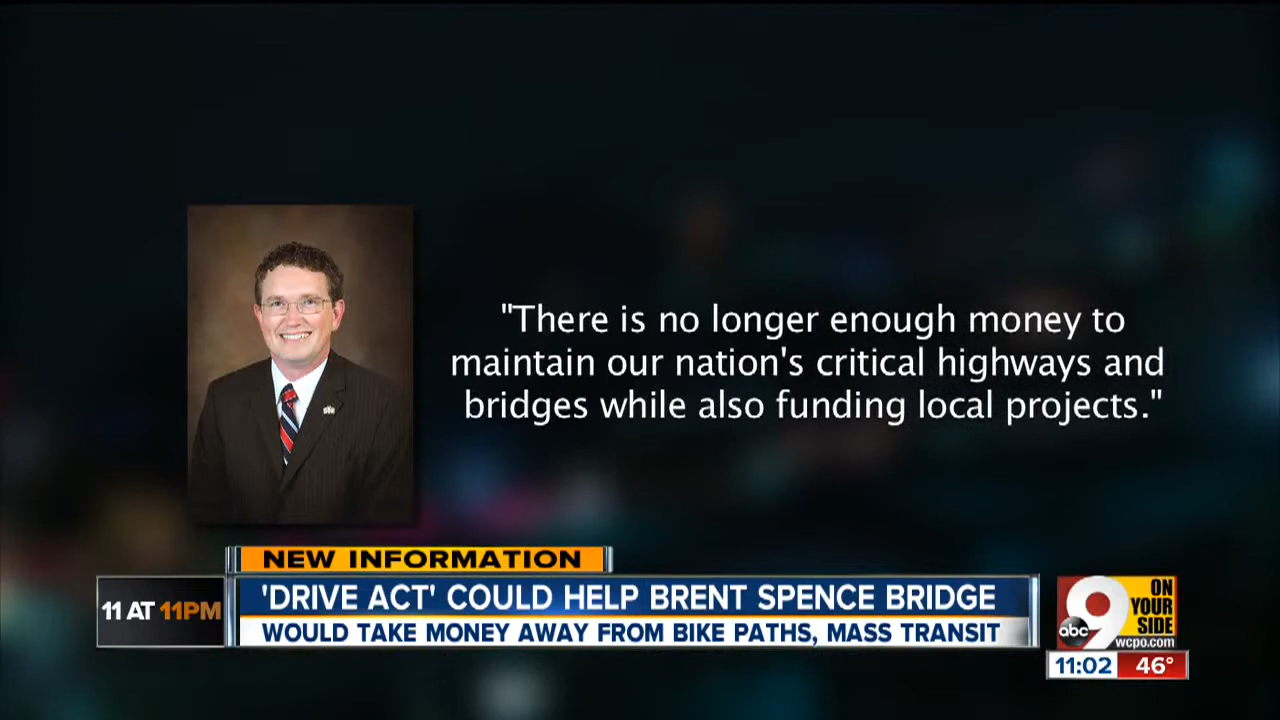 "There is no longer enough money to
maintain our nation's critical highways and
bridges while also funding local projects."
NEW INFORMATION
11 AT 11PM
'DRIVE ACT' COULD HELP BRENT SPENCE BRIDGE
WOULD TAKE MONEY AWAY FROM BIKE PATHS, MASS TRANSIT
abc 9 ON
YOUR
SIDE
wcpo.com
11:02 46°